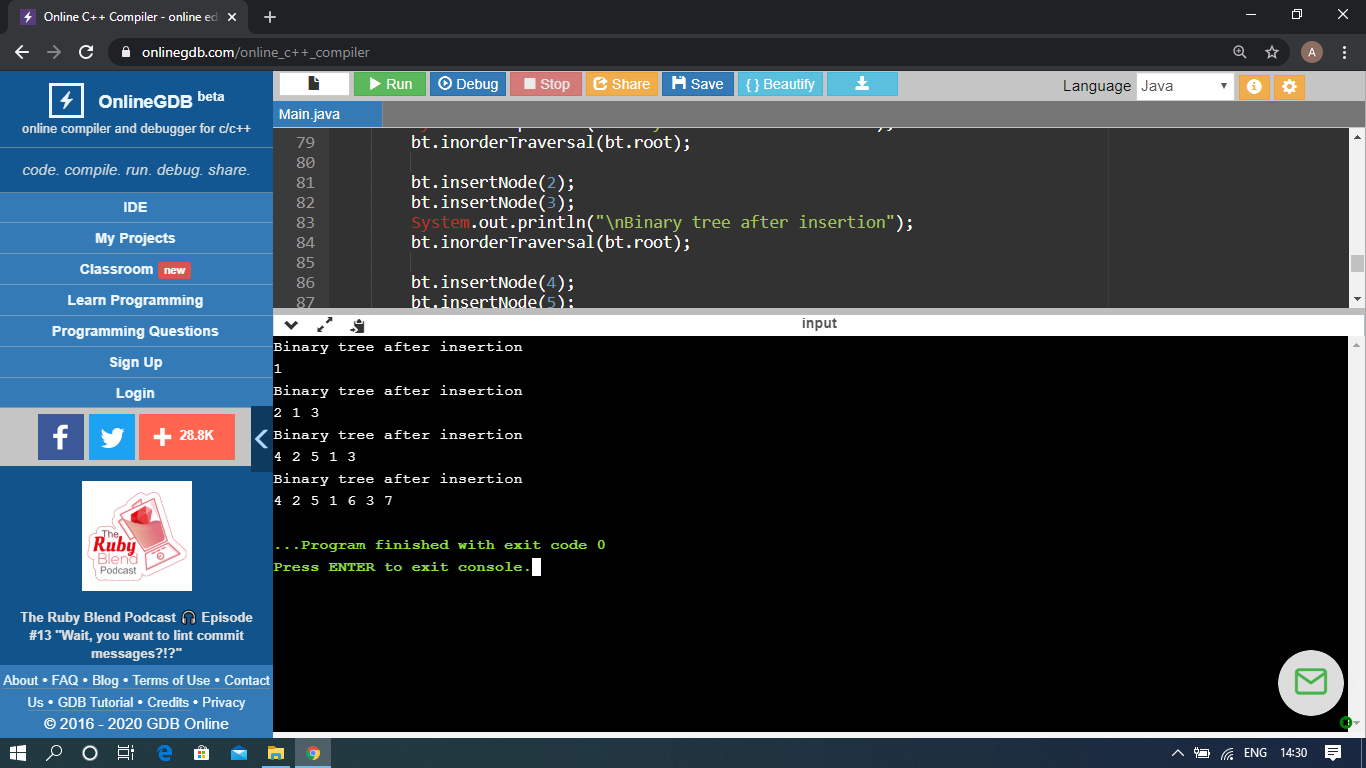 Online C++ Compiler - online ed
onlinegdb.com/online_c++_compiler
A
OnlineGDB beta
online compiler and debugger for c/c++
code. compile. run. debug. share.
IDE
My Projects
Classroom new
Learn Programming
Programming Questions
Sign Up
Login
28.8K
The
Ruby
Blend
Podcast
The Ruby Blend Podcast 🎧 Episode
#13 "Wait, you want to lint commit
messages?!?"
About • FAQ • Blog • Terms of Use • Contact
Us • GDB Tutorial • Credits • Privacy
© 2016 - 2020 GDB Online
Run Debug Stop Share Save { } Beautify
Language Java
Main.java
79 bt.inorderTraversal(bt.root);
80
81 bt.insertNode(2);
82 bt.insertNode(3);
83 System.out.println("\nBinary tree after insertion");
84 bt.inorderTraversal(bt.root);
85
86 bt.insertNode(4);
87 bt.insertNode(5);
input
Binary tree after insertion
1
Binary tree after insertion
2 1 3
Binary tree after insertion
4 2 5 1 3
Binary tree after insertion
4 2 5 1 6 3 7
...Program finished with exit code 0
Press ENTER to exit console.
ENG 14:30